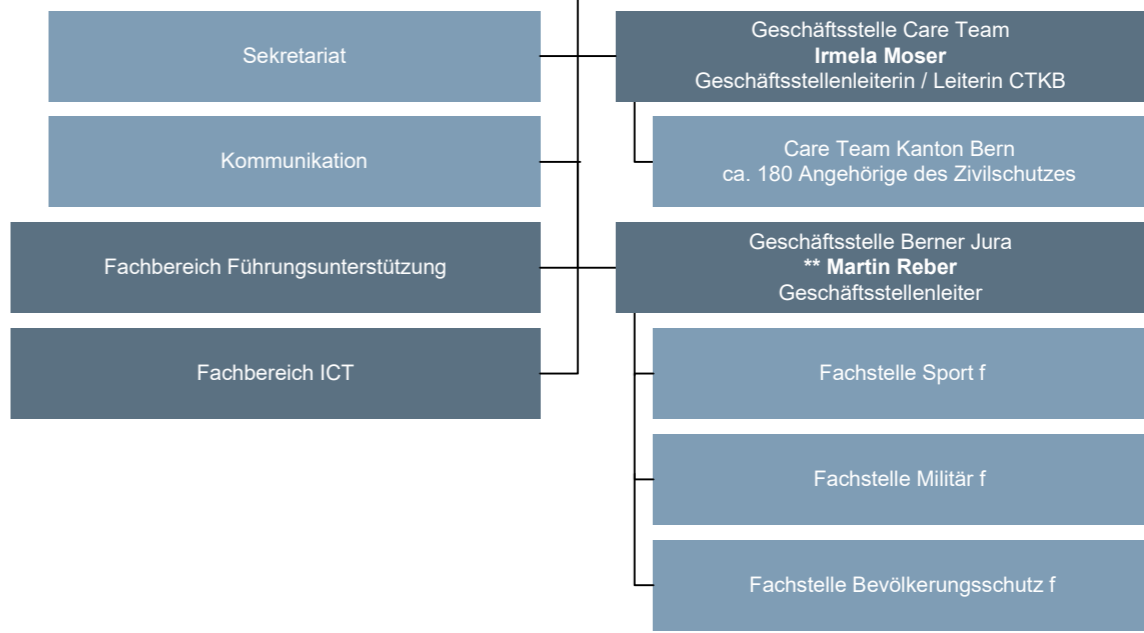 Sekretariat
Kommunikation
Fachbereich Führungsunterstützung
Fachbereich ICT
Geschäftsstelle Care Team
Irmela Moser
Geschäftsstellenleiterin / Leiterin CTKB
Care Team Kanton Bern
ca. 180 Angehörige des Zivilschutzes
Geschäftsstelle Berner Jura
** Martin Reber
Geschäftsstellenleiter
Fachstelle Sport f
Fachstelle Militär f
Fachstelle Bevölkerungsschutz f